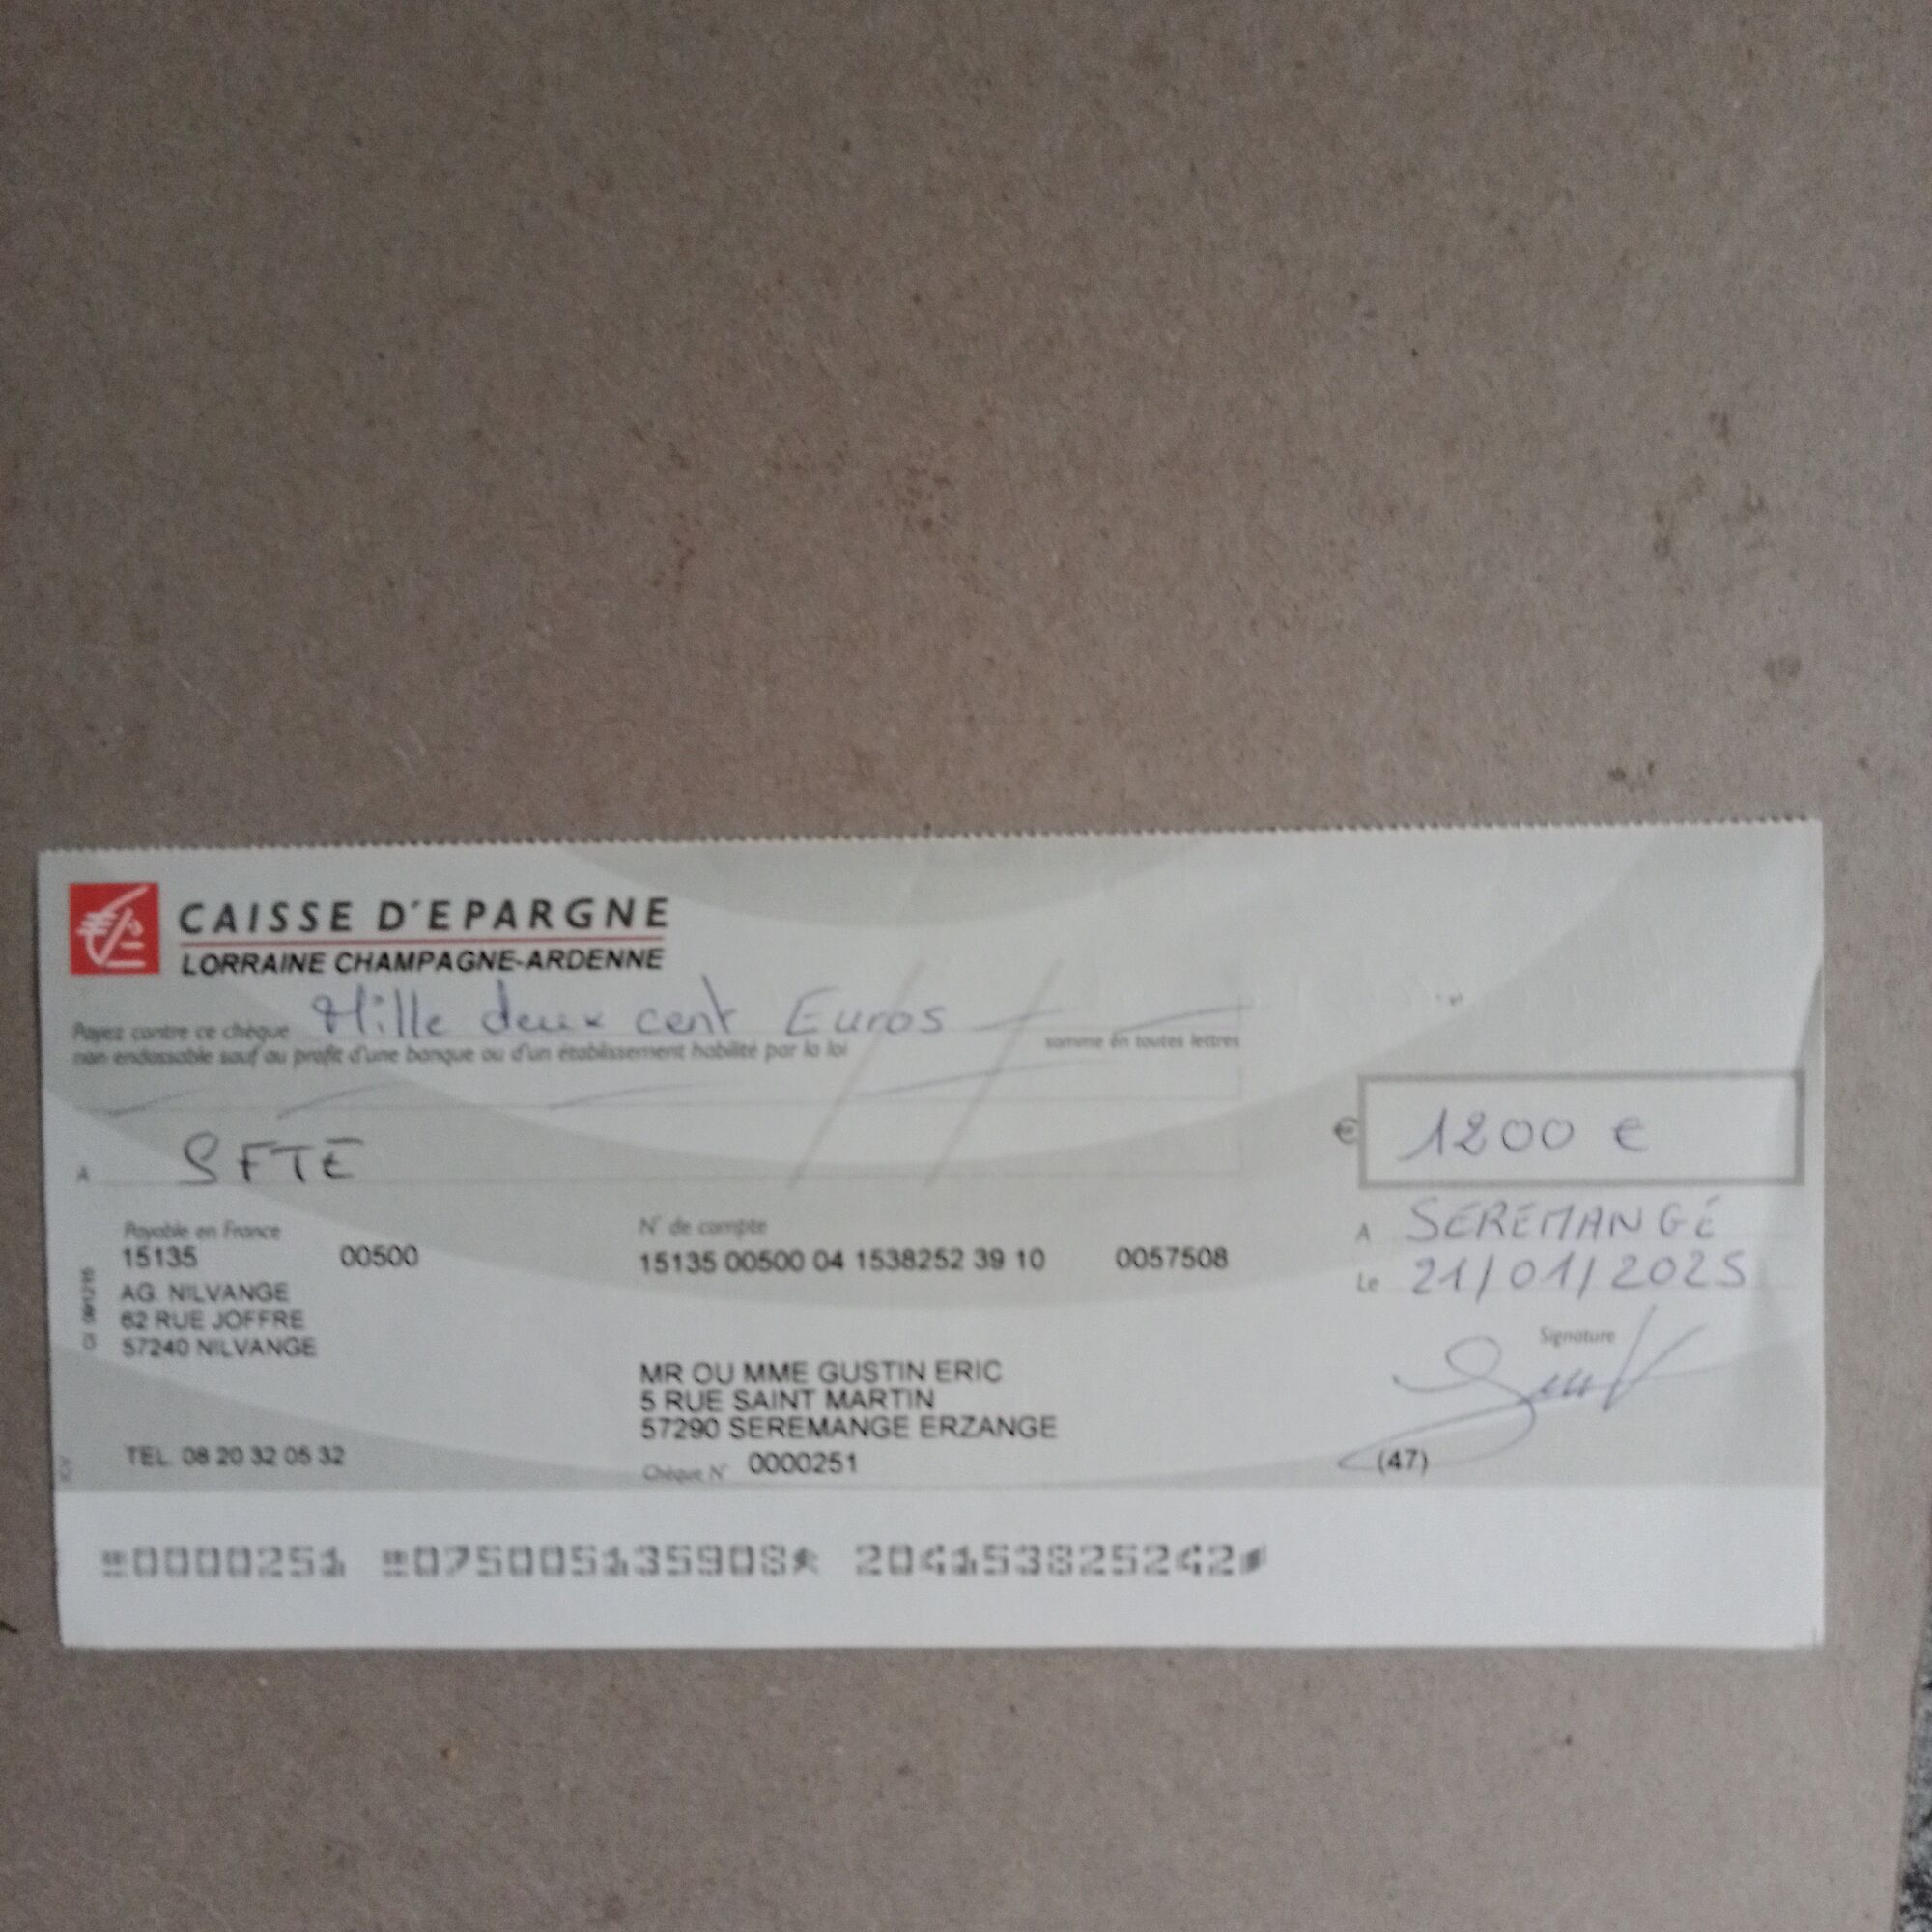 CAISSE D'EPARGNE
LORRAINE CHAMPAGNE-ARDENNE
Payez contre ce chèque Mille deux cent Euros
non endossable sauf au profit d'une banque ou d'un établissement habilité par la loi
somme en toutes lettres
€ 1200 €
A SFTE
Payable en France
15135 00500
N° de compte
15135 00500 04 1538252 39 10 0057508
A SEREMANGE
Le 21/01/2025
AG. NILVANGE
62 RUE JOFFRE
57240 NILVANGE
Signature
MR OU MME GUSTIN ERIC
5 RUE SAINT MARTIN
57290 SEREMANGE ERZANGE
TEL. 08 20 32 05 32
Chèque N° 0000251
(47)
0000251 075005135908 204153825242